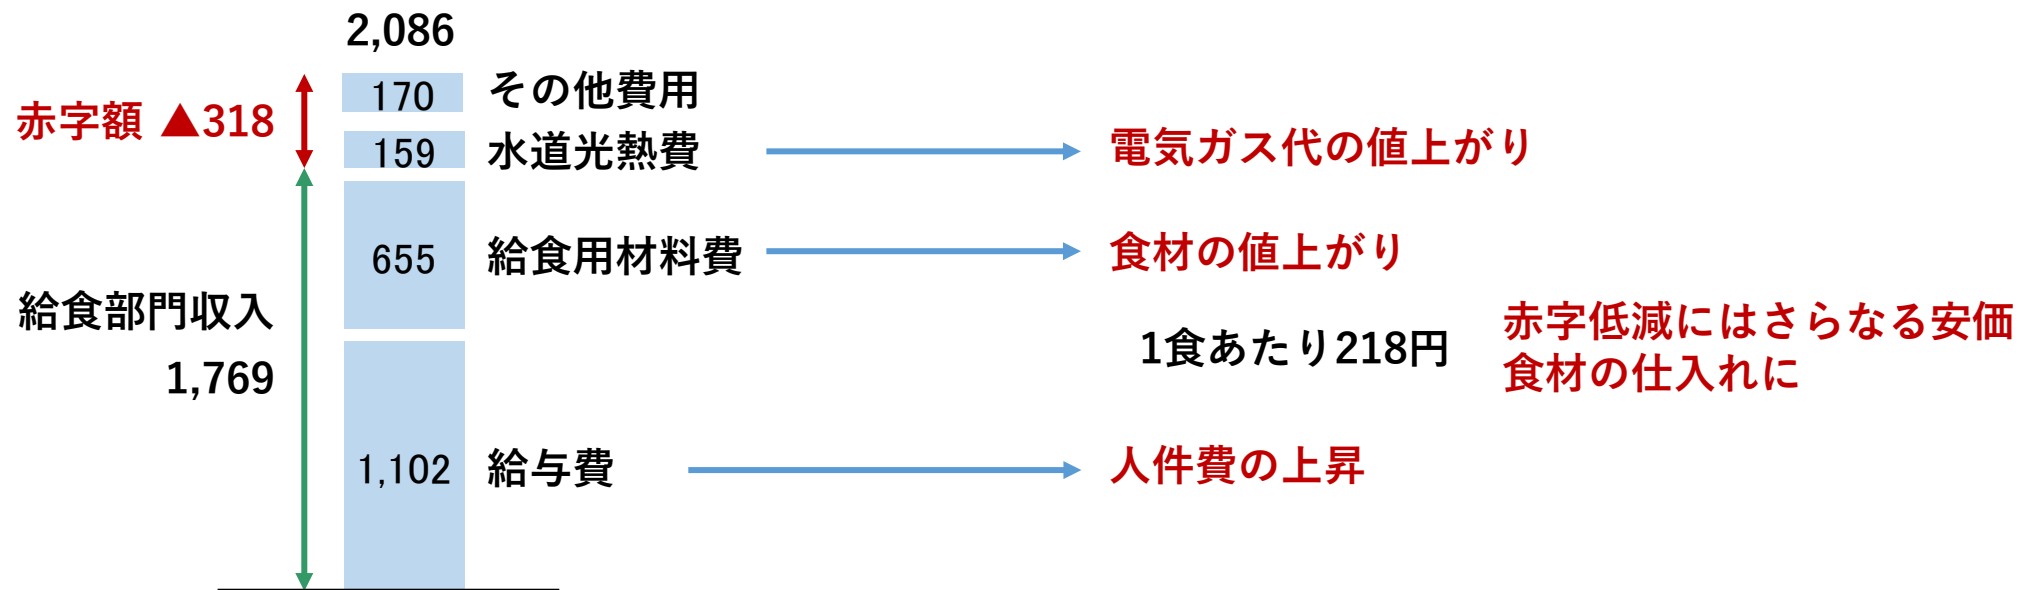 2,086
170 その他費用
赤字額 ▲318
159 水道光熱費
電気ガス代の値上がり
655 給食用材料費
食材の値上がり
給食部門収入
1,769
1食あたり218円
赤字低減にはさらなる安価
食材の仕入れに
1,102 給与費
人件費の上昇